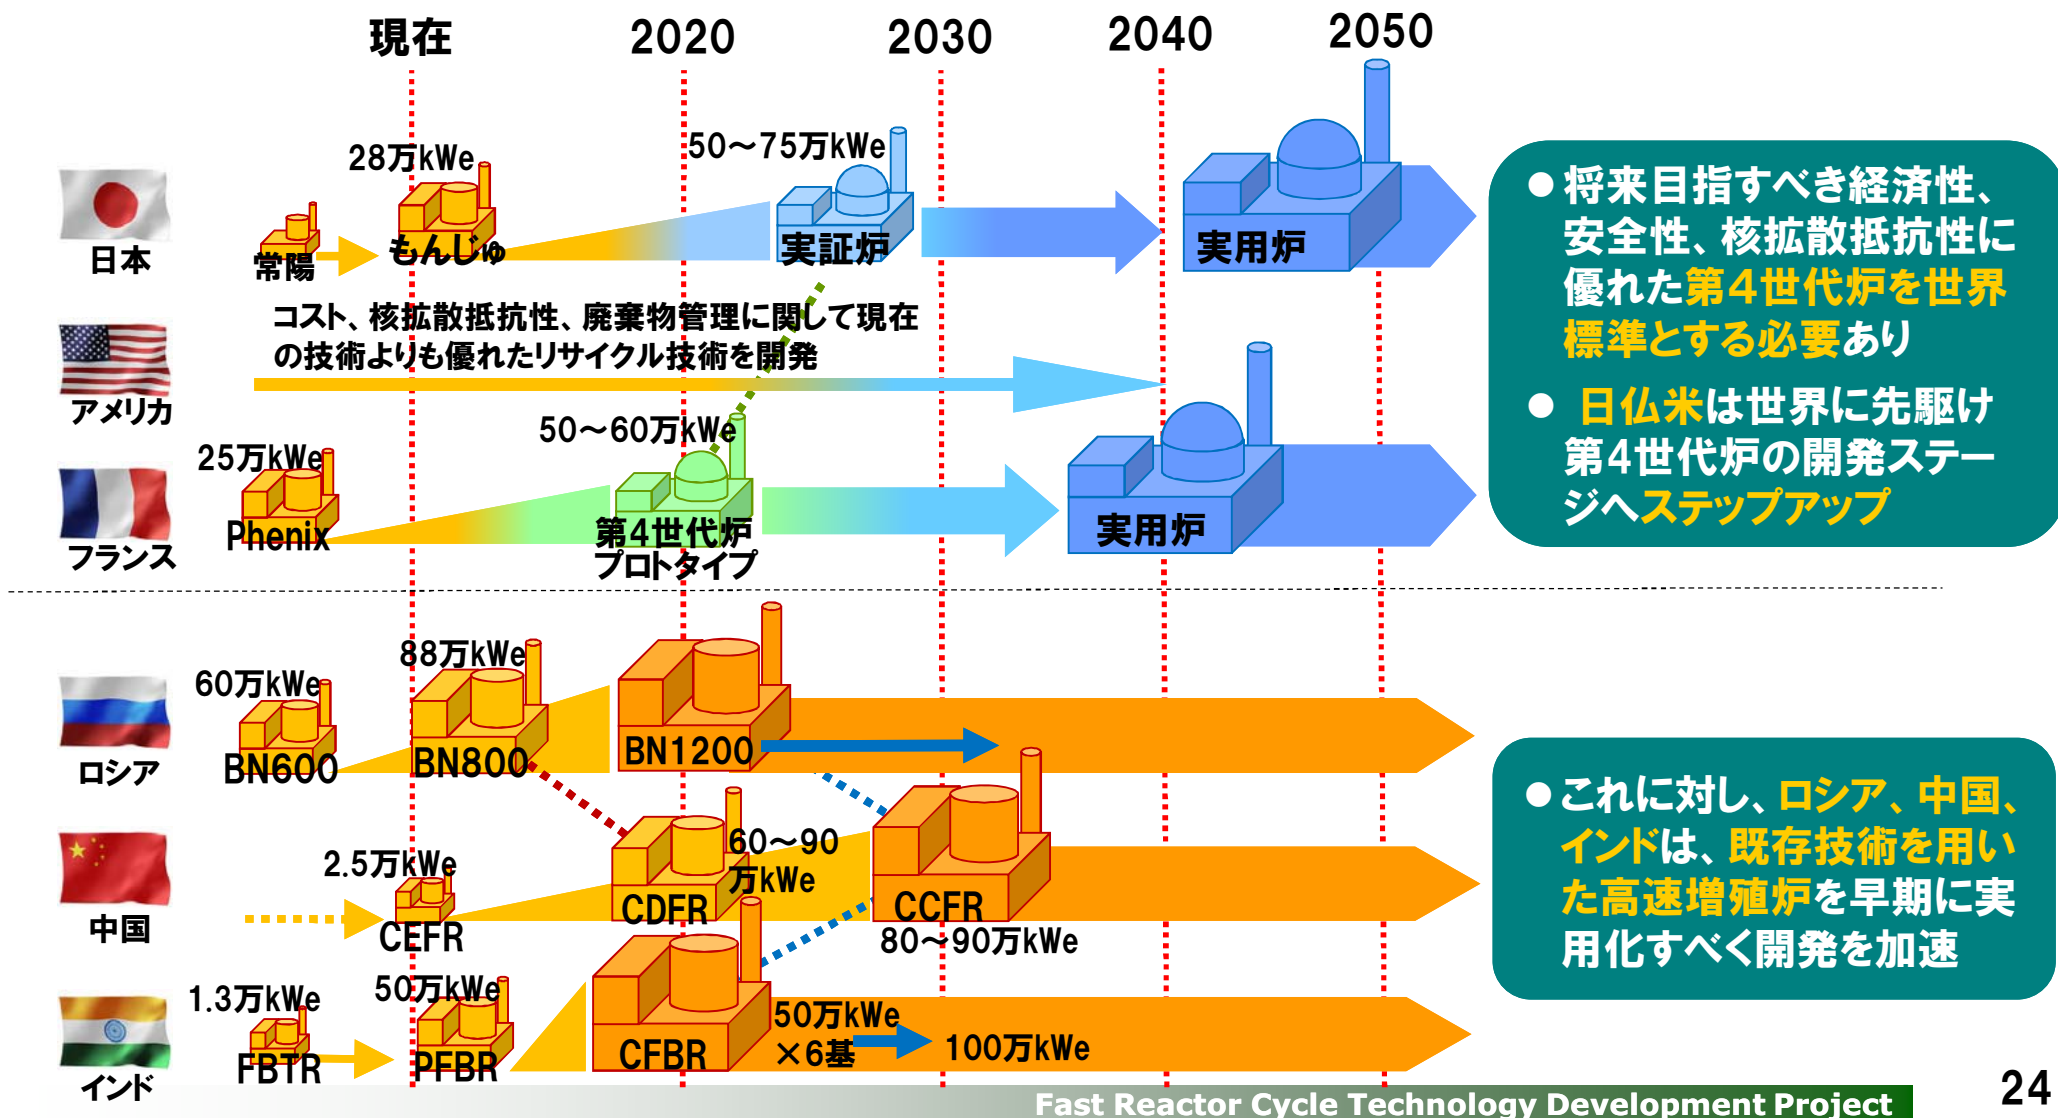 現在
2020
2030
2040
2050
28万kWe
50～75万kWe
日本
常陽
もんじゅ
実証炉
実用炉
コスト、核拡散抵抗性、廃棄物管理に関して現在
の技術よりも優れたリサイクル技術を開発
アメリカ
50～60万kWe
25万kWe
フランス
Phenix
第4世代炉
プロトタイプ
実用炉
●将来目指すべき経済性、
安全性、核拡散抵抗性に
優れた第4世代炉を世界
標準とする必要あり
● 日仏米は世界に先駆け
第4世代炉の開発ステー
ジへステップアップ
60万kWe
88万kWe
ロシア
BN600
BN800
BN1200
2.5万kWe
60～90
万kWe
中国
CEFR
CDFR
CCFR
80～90万kWe
1.3万kWe
50万kWe
インド
FBTR
PFBR
CFBR
50万kWe
×6基
100万kWe
●これに対し、ロシア、中国、
インドは、既存技術を用い
た高速増殖炉を早期に実
用化すべく開発を加速
Fast Reactor Cycle Technology Development Project
24